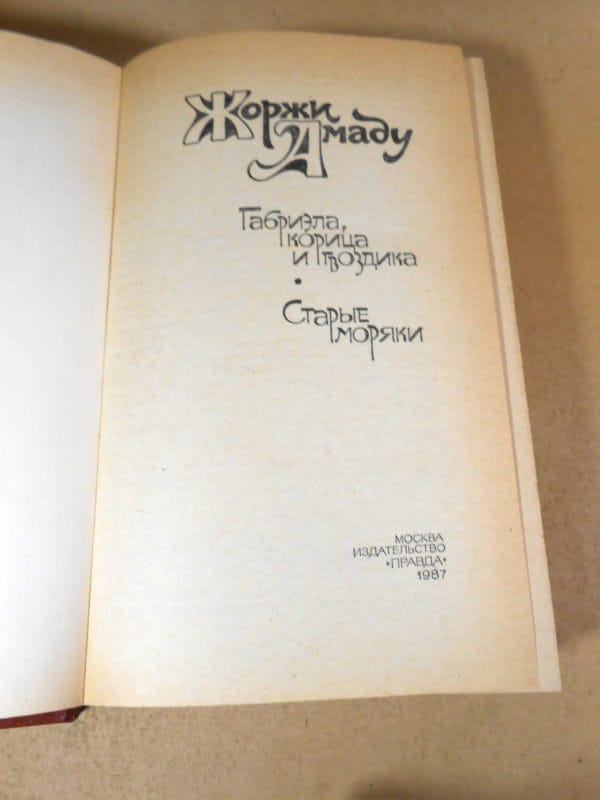 Жоржи
Амаду
Габриэла,
корица
и гвоздика
•
Старые
моряки
МОСКВА
ИЗДАТЕЛЬСТВО
«ПРАВДА»
1987